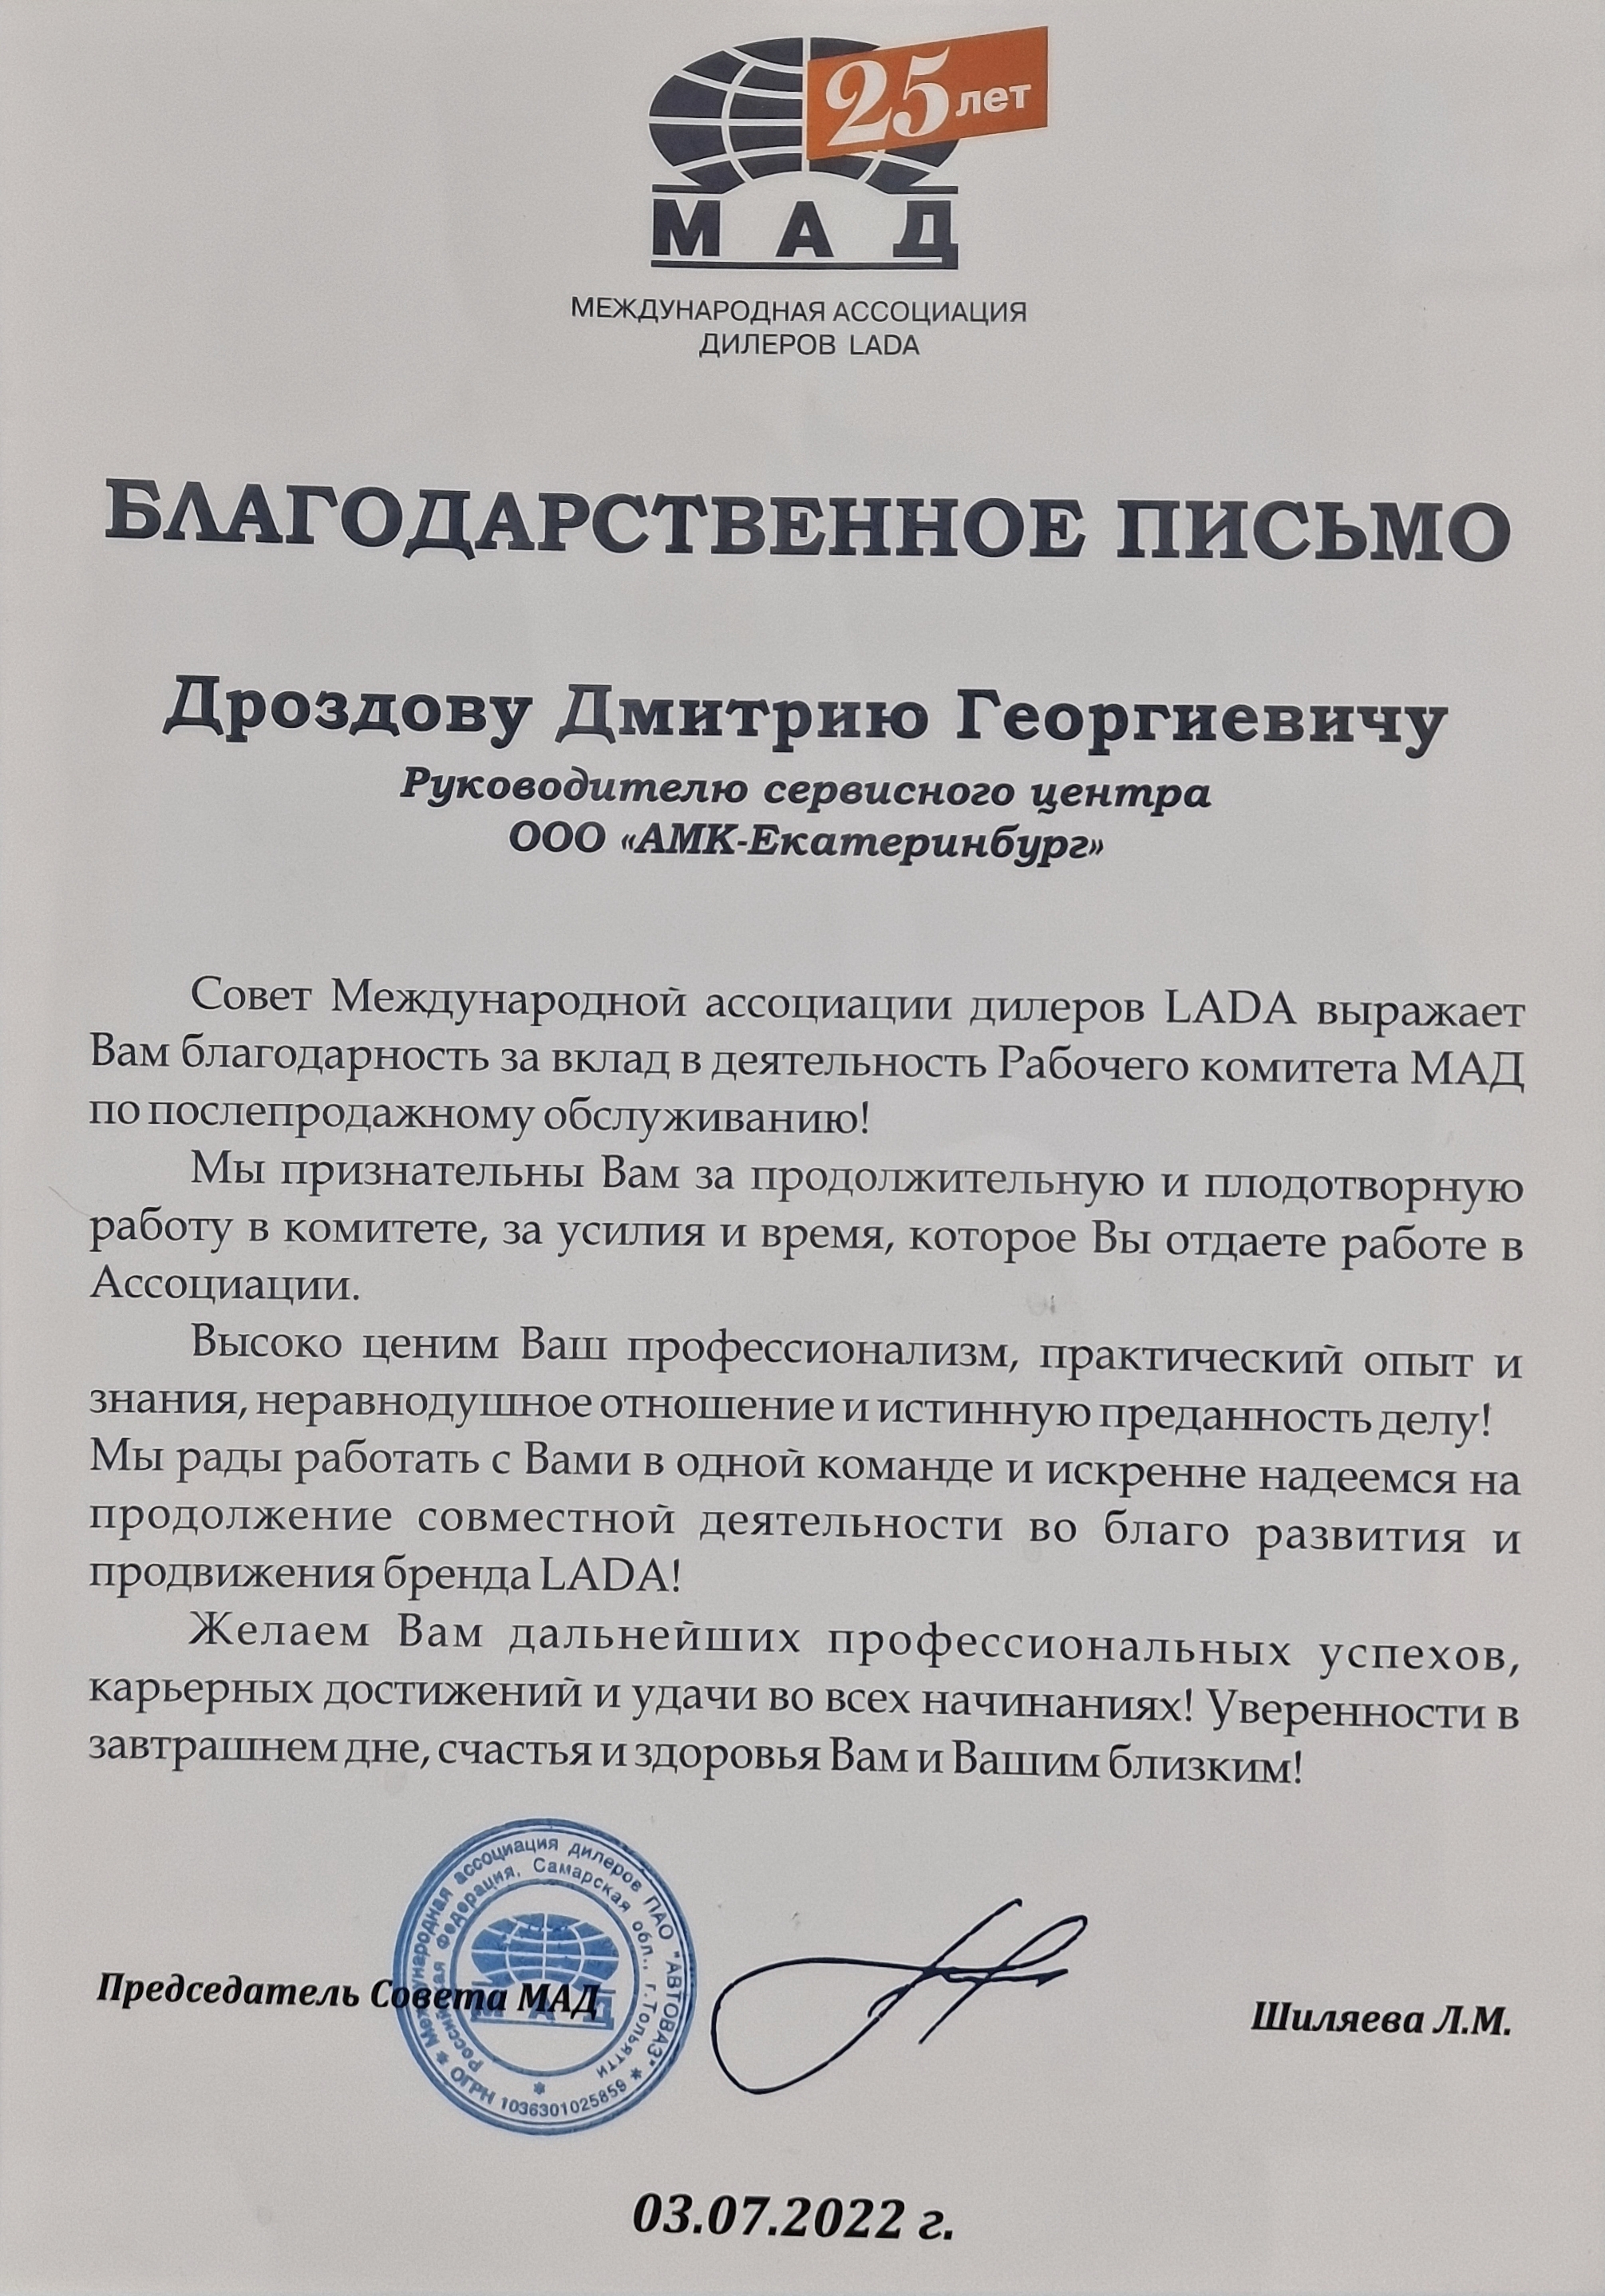 25 лет
МАД
МЕЖДУНАРОДНАЯ АССОЦИАЦИЯ
ДИЛЕРОВ LADA
БЛАГОДАРСТВЕННОЕ ПИСЬМО
Дроздову Дмитрию Георгиевичу
Руководителю сервисного центра
ООО «АМК-Екатеринбург»
Совет Международной ассоциации дилеров LADA выражает
Вам благодарность за вклад в деятельность Рабочего комитета МАД
по послепродажному обслуживанию!
Мы признательны Вам за продолжительную и плодотворную
работу в комитете, за усилия и время, которое Вы отдаете работе в
Ассоциации.
Высоко ценим Ваш профессионализм, практический опыт и
знания, неравнодушное отношение и истинную преданность делу!
Мы рады работать с Вами в одной команде и искренне надеемся на
продолжение совместной деятельности во благо развития и
продвижения бренда LADA!
Желаем Вам дальнейших профессиональных успехов,
карьерных достижений и удачи во всех начинаниях! Уверенности в
завтрашнем дне, счастья и здоровья Вам и Вашим близким!
Председатель Совета МАД
Международная ассоциация дилеров ПАО "АВТОВАЗ"
ОГРН 1036301025859
Российская Федерация, Самарская обл., г.Тольятти
МАД
Шиляева Л.М.
03.07.2022 г.